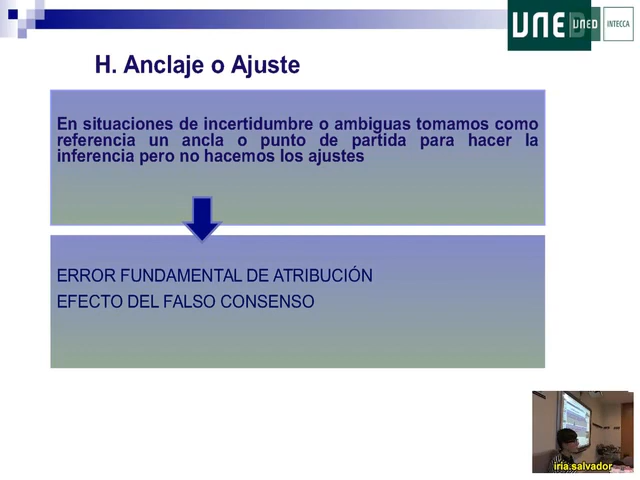 UNED
UNED
INTECCA
H. Anclaje o Ajuste
En situaciones de incertidumbre o ambiguas tomamos como
referencia un ancla o punto de partida para hacer la
inferencia pero no hacemos los ajustes
ERROR FUNDAMENTAL DE ATRIBUCIÓN
EFECTO DEL FALSO CONSENSO
iria.salvador